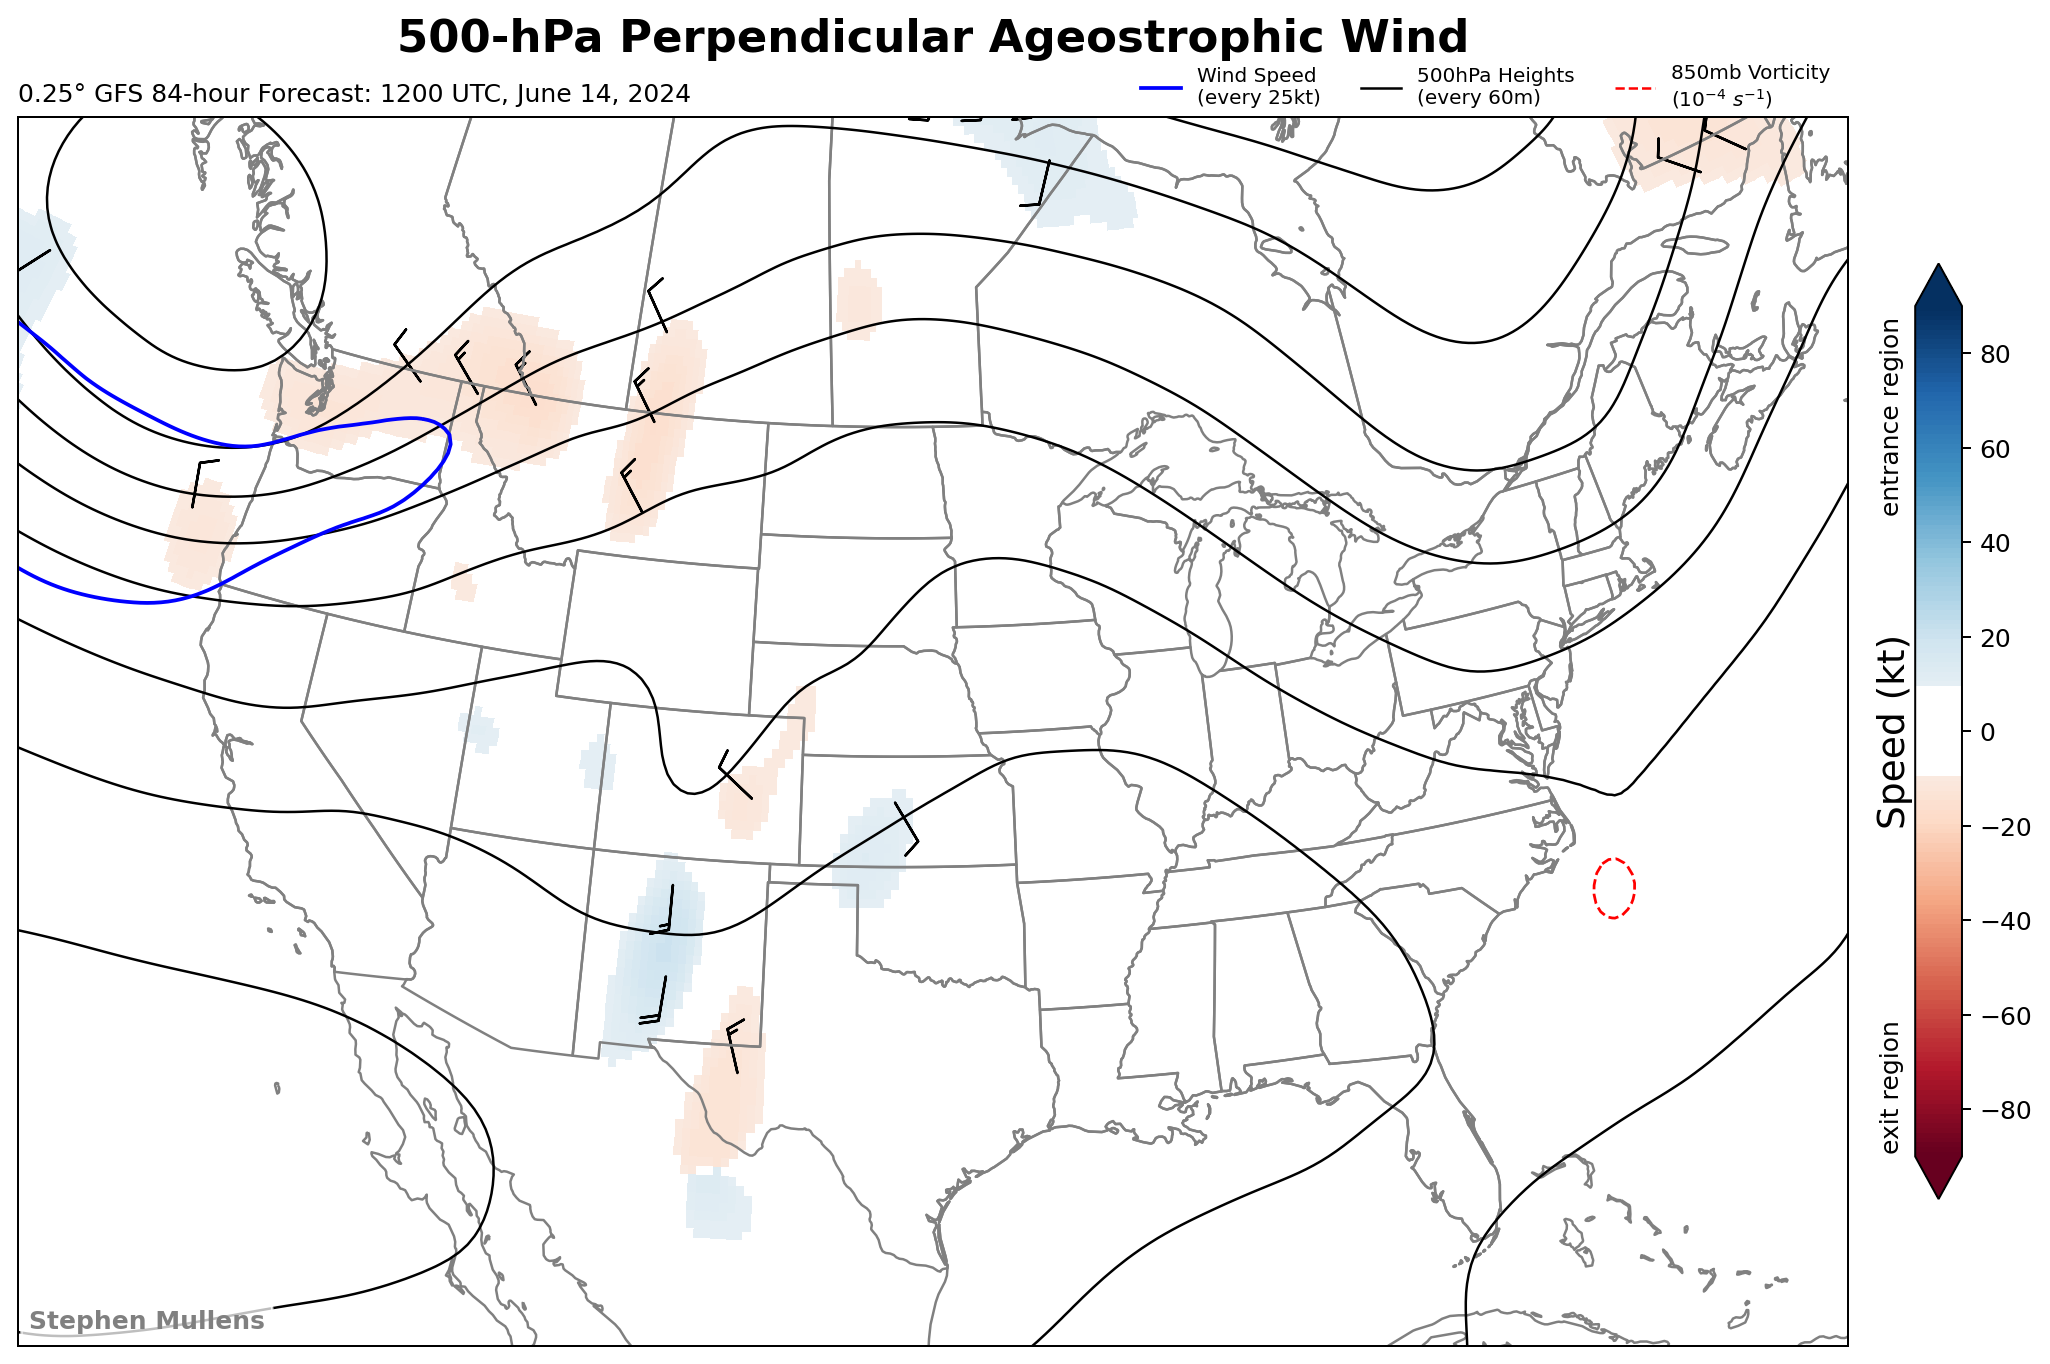 500-hPa Perpendicular Ageostrophic Wind
0.25° GFS 84-hour Forecast: 1200 UTC, June 14, 2024
Wind Speed
(every 25kt)
500hPa Heights
(every 60m)
850mb Vorticity
(10⁻⁴ s⁻¹)
entrance region
Speed (kt)
exit region
80
60
40
20
0
−20
−40
−60
−80
Stephen Mullens